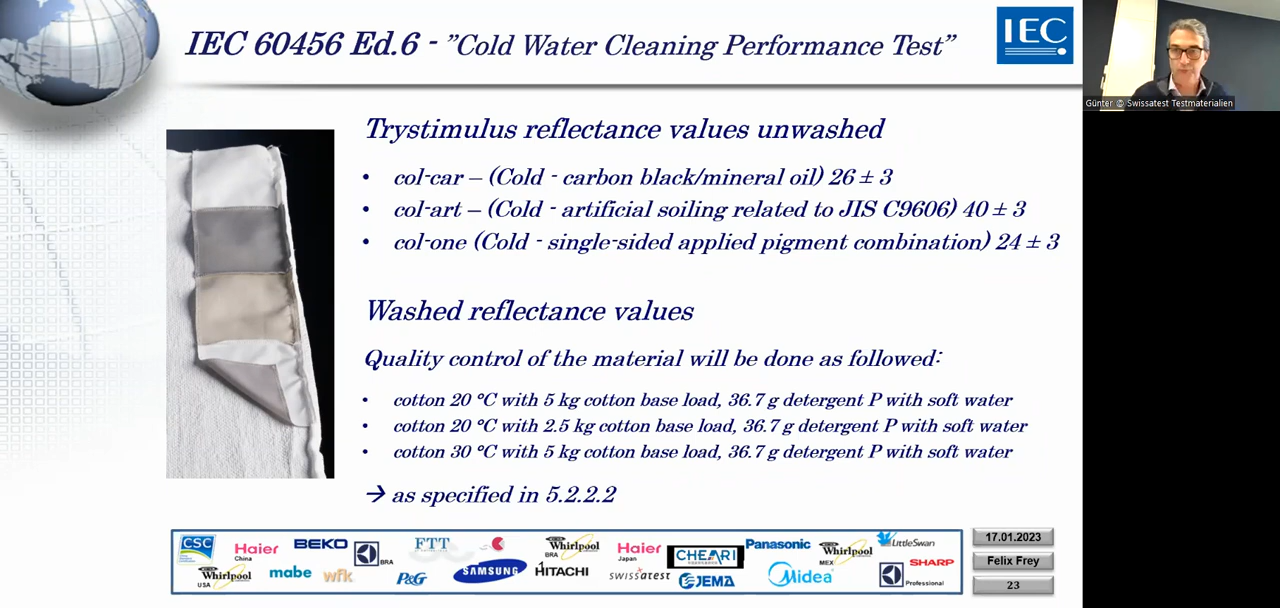 IEC 60456 Ed.6 - ”Cold Water Cleaning Performance Test”
IEC
Günter @ Swissatest Testmaterialien
Trystimulus reflectance values unwashed
• col-car – (Cold - carbon black/mineral oil) 26 ± 3
• col-art – (Cold - artificial soiling related to JIS C9606) 40 ± 3
• col-one (Cold - single-sided applied pigment combination) 24 ± 3
Washed reflectance values
Quality control of the material will be done as followed:
• cotton 20 °C with 5 kg cotton base load, 36.7 g detergent P with soft water
• cotton 20 °C with 2.5 kg cotton base load, 36.7 g detergent P with soft water
• cotton 30 °C with 5 kg cotton base load, 36.7 g detergent P with soft water
→ as specified in 5.2.2.2
CSC
Haier
China
BEKO
BRA
FTT
Whirlpool
BRA
Haier
Japan
CHEARI
Panasonic
Whirlpool
MEX
LittleSwan
SHARP
Whirlpool
USA
mabe
wfk
P&G
SAMSUNG
HITACHI
swissatest
JEMA
Midea
Professional
17.01.2023
Felix Frey
23